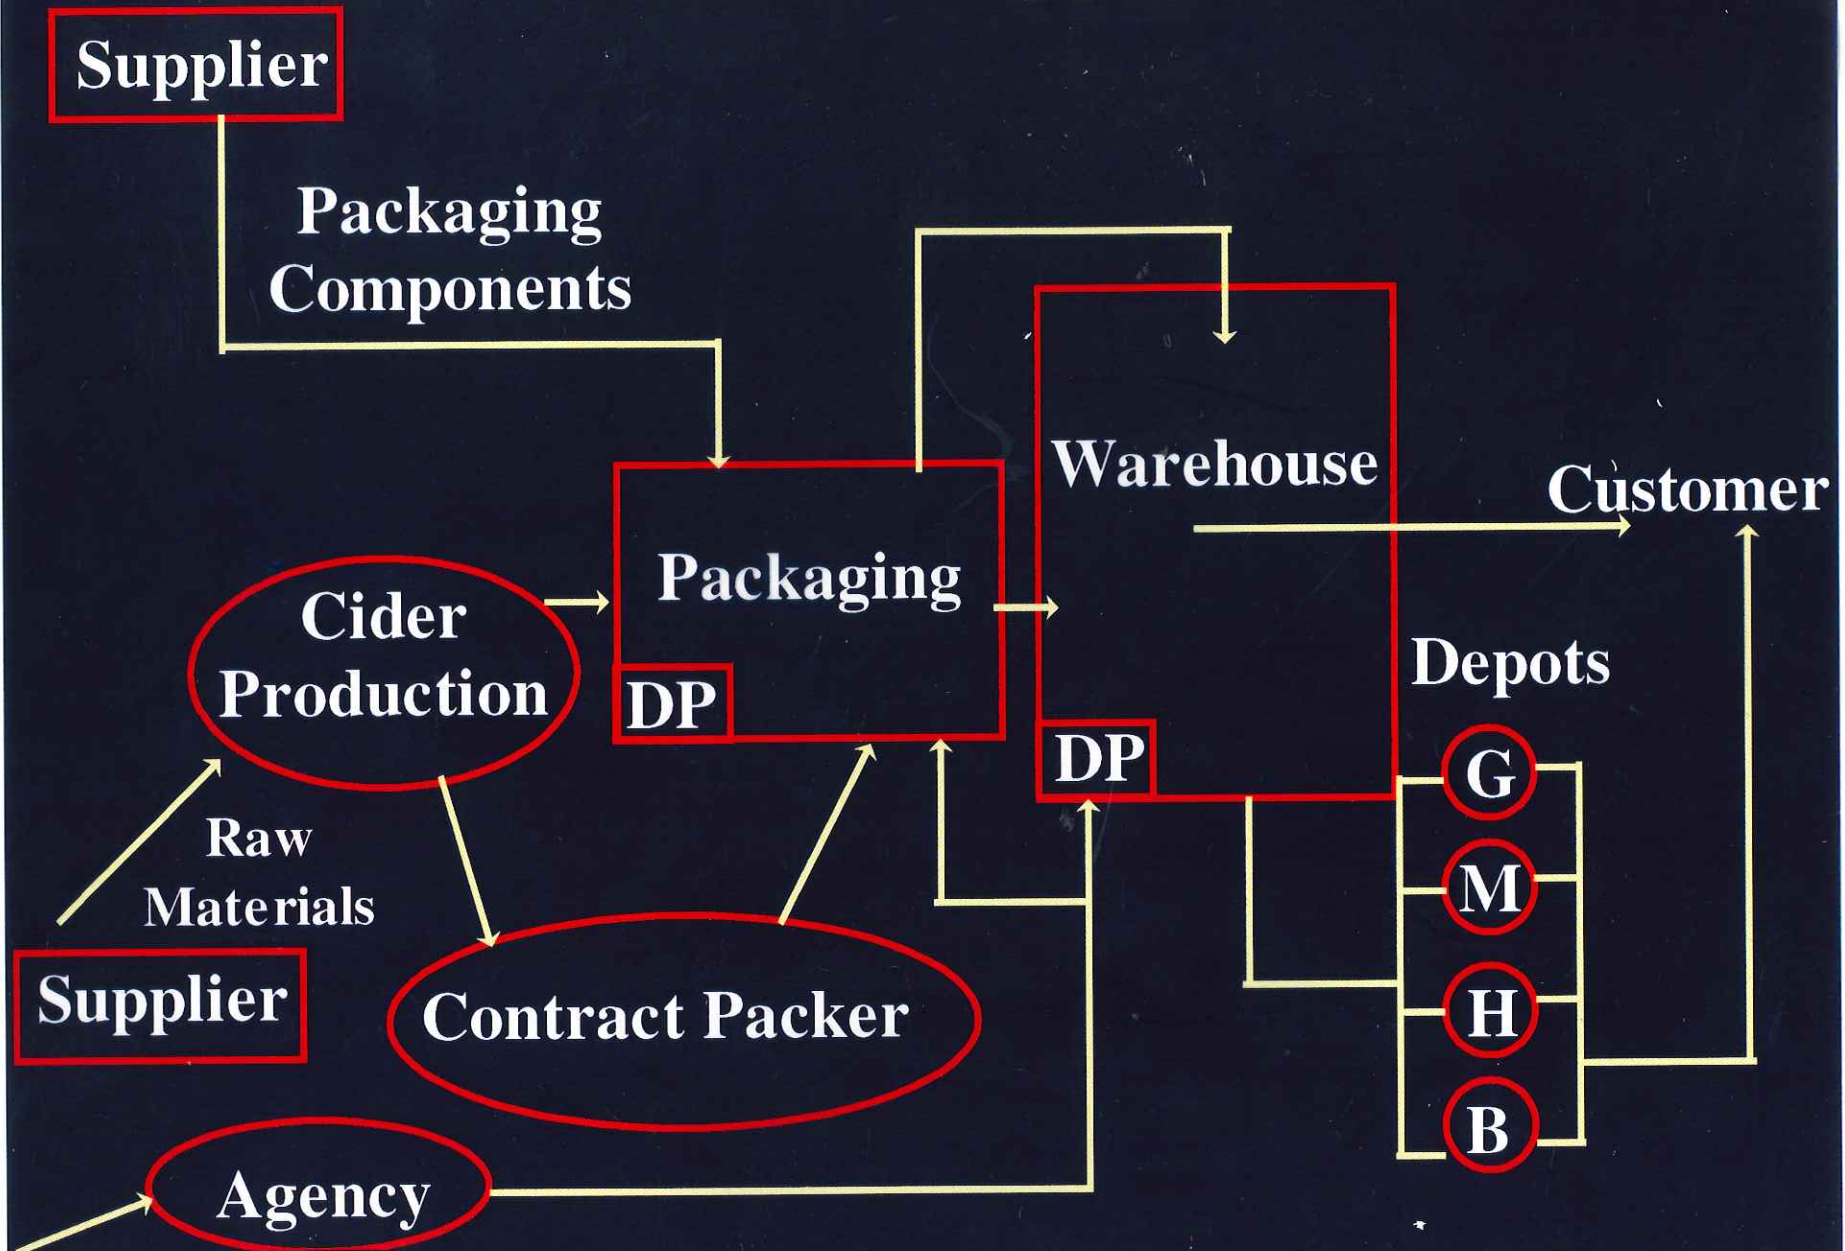 Supplier
Packaging
Components
Warehouse
Customer
Packaging
Cider
Production
DP
Depots
DP
G
Raw
Materials
M
Supplier
Contract Packer
H
B
Agency